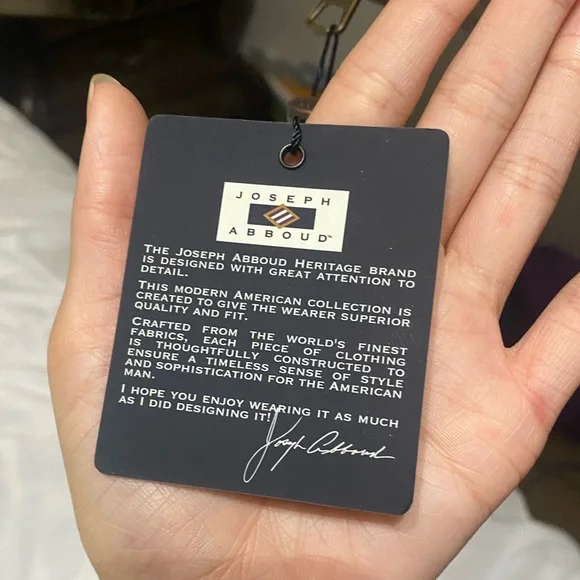 JOSEPH
ABBOUD™
THE JOSEPH ABBOUD HERITAGE BRAND
IS DESIGNED WITH GREAT ATTENTION TO
DETAIL.
THIS MODERN AMERICAN COLLECTION IS
CREATED TO GIVE THE WEARER SUPERIOR
QUALITY AND FIT.
CRAFTED FROM THE WORLD'S FINEST
FABRICS, EACH PIECE OF CLOTHING
IS THOUGHTFULLY CONSTRUCTED TO
ENSURE A TIMELESS SENSE OF STYLE
AND SOPHISTICATION FOR THE AMERICAN
MAN.
I HOPE YOU ENJOY WEARING IT AS MUCH
AS I DID DESIGNING IT!
Joseph Abboud